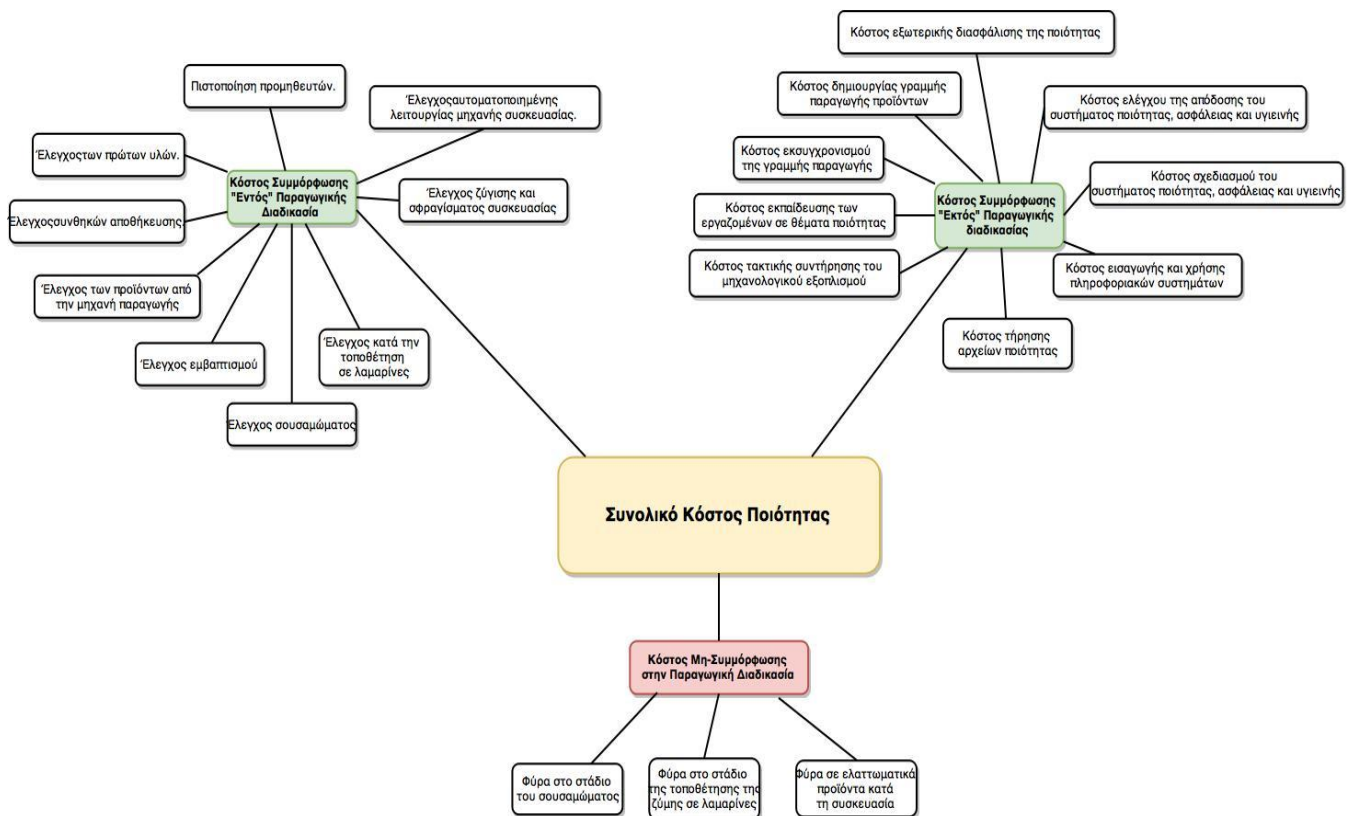 Κόστος εξωτερικής διασφάλισης της ποιότητας
Πιστοποίηση προμηθευτών.
Έλεγχοςαυτοματοποιημένης
λειτουργίας μηχανής συσκευασίας.
Κόστος δημιουργίας γραμμής
παραγωγής προϊόντων
Κόστος ελέγχου της απόδοσης του
συστήματος ποιότητας, ασφάλειας και υγιεινής
Έλεγχοςτων πρώτων υλών.
Κόστος Συμμόρφωσης
"Εντός" Παραγωγικής
Διαδικασία
Έλεγχος ζύγισης και
σφραγίσματος συσκευασίας
Κόστος εκσυγχρονισμού
της γραμμής παραγωγής
Κόστος Συμμόρφωσης
"Εκτός" Παραγωγικής
διαδικασίας
Κόστος σχεδιασμού του
συστήματος ποιότητας, ασφάλειας και υγιεινής
Έλεγχοςσυνθηκών αποθήκευσης.
Κόστος εκπαίδευσης των
εργαζομένων σε θέματα ποιότητας
Έλεγχος των προϊόντων από
την μηχανή παραγωγής
Κόστος τακτικής συντήρησης του
μηχανολογικού εξοπλισμού
Κόστος εισαγωγής και χρήσης
πληροφοριακών συστημάτων
Έλεγχος εμβαπτισμού
Έλεγχος κατά την
τοποθέτηση
σε λαμαρίνες
Κόστος τήρησης
αρχείων ποιότητας
Έλεγχος σουσαμώματος
Συνολικό Κόστος Ποιότητας
Κόστος Μη-Συμμόρφωσης
στην Παραγωγική Διαδικασία
Φύρα στο στάδιο
του σουσαμώματος
Φύρα στο στάδιο
της τοποθέτησης της
ζύμης σε λαμαρίνες
Φύρα σε ελαττωματικά
προϊόντα κατά
τη συσκευασία